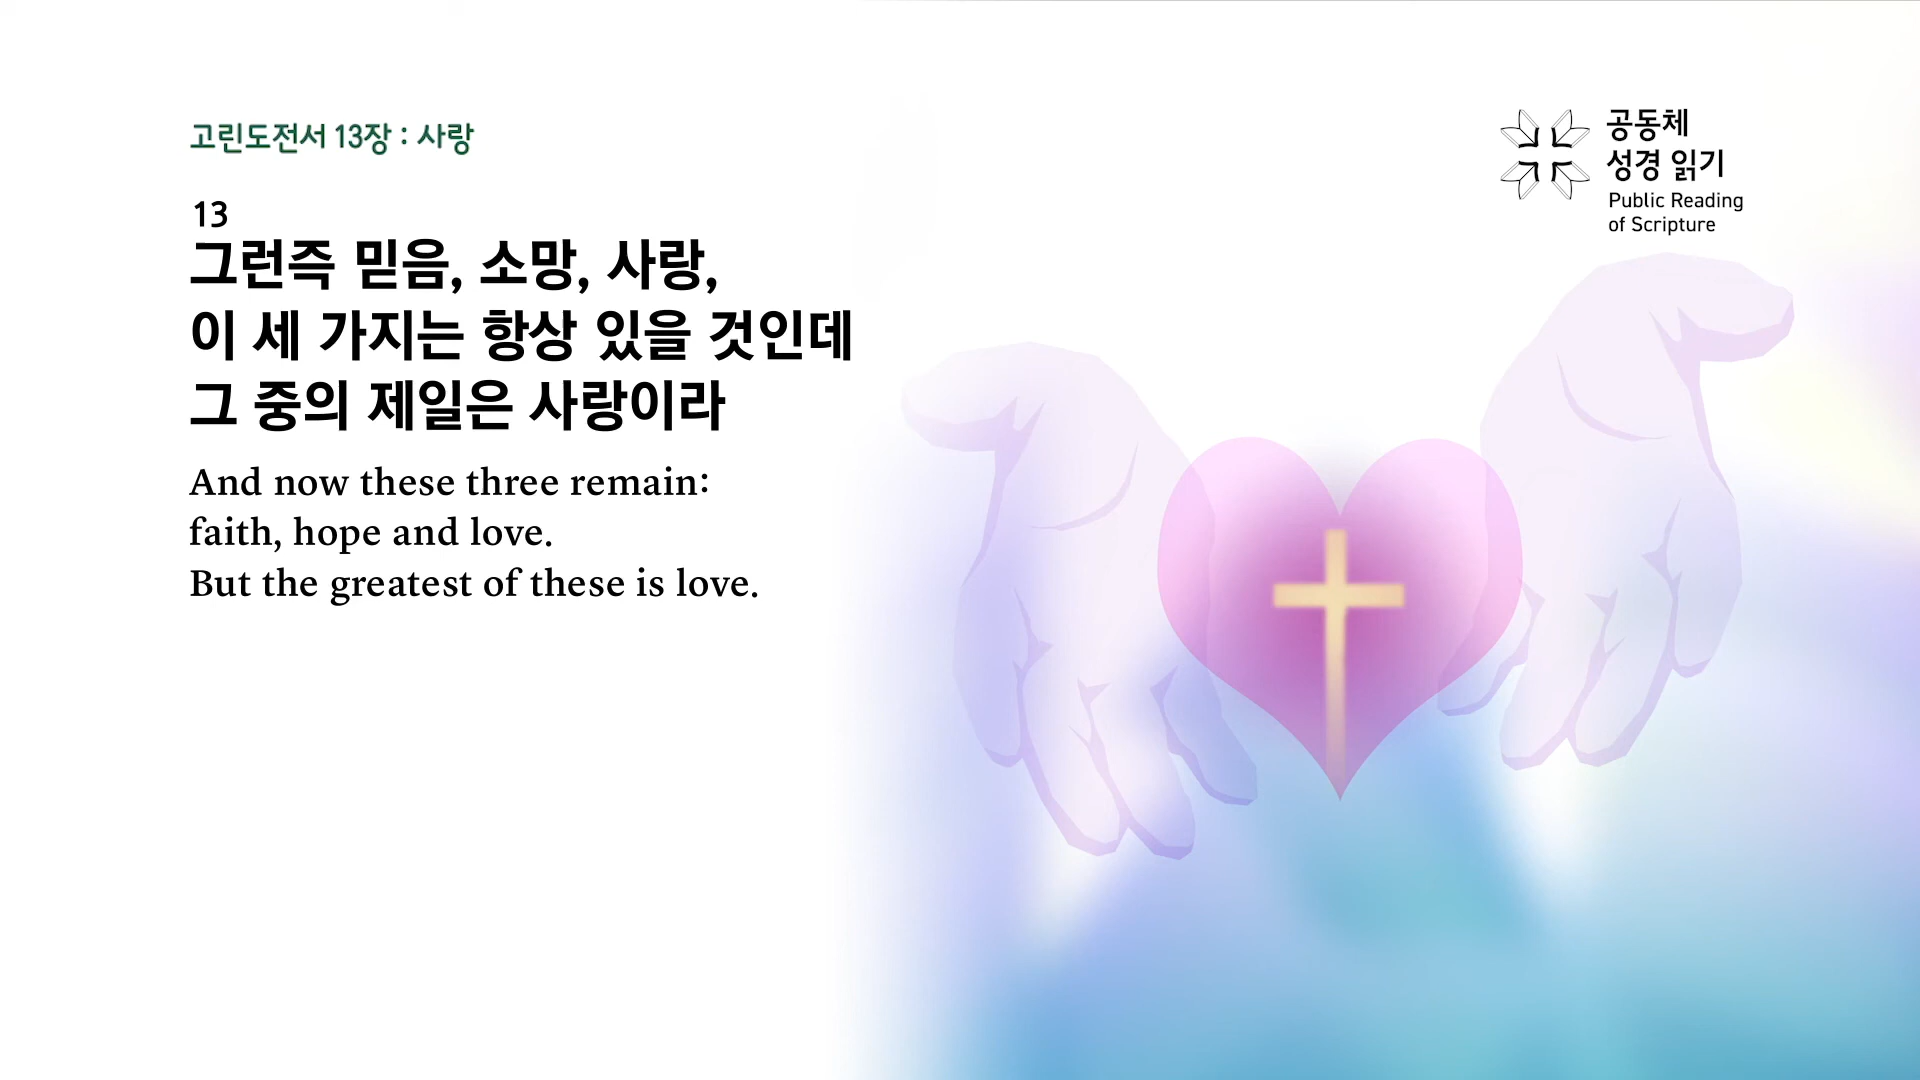 고린도전서 13장 : 사랑
13
그런즉 믿음, 소망, 사랑,
이 세 가지는 항상 있을 것인데
그 중의 제일은 사랑이라
And now these three remain:
faith, hope and love.
But the greatest of these is love.
공동체
성경 읽기
Public Reading
of Scripture